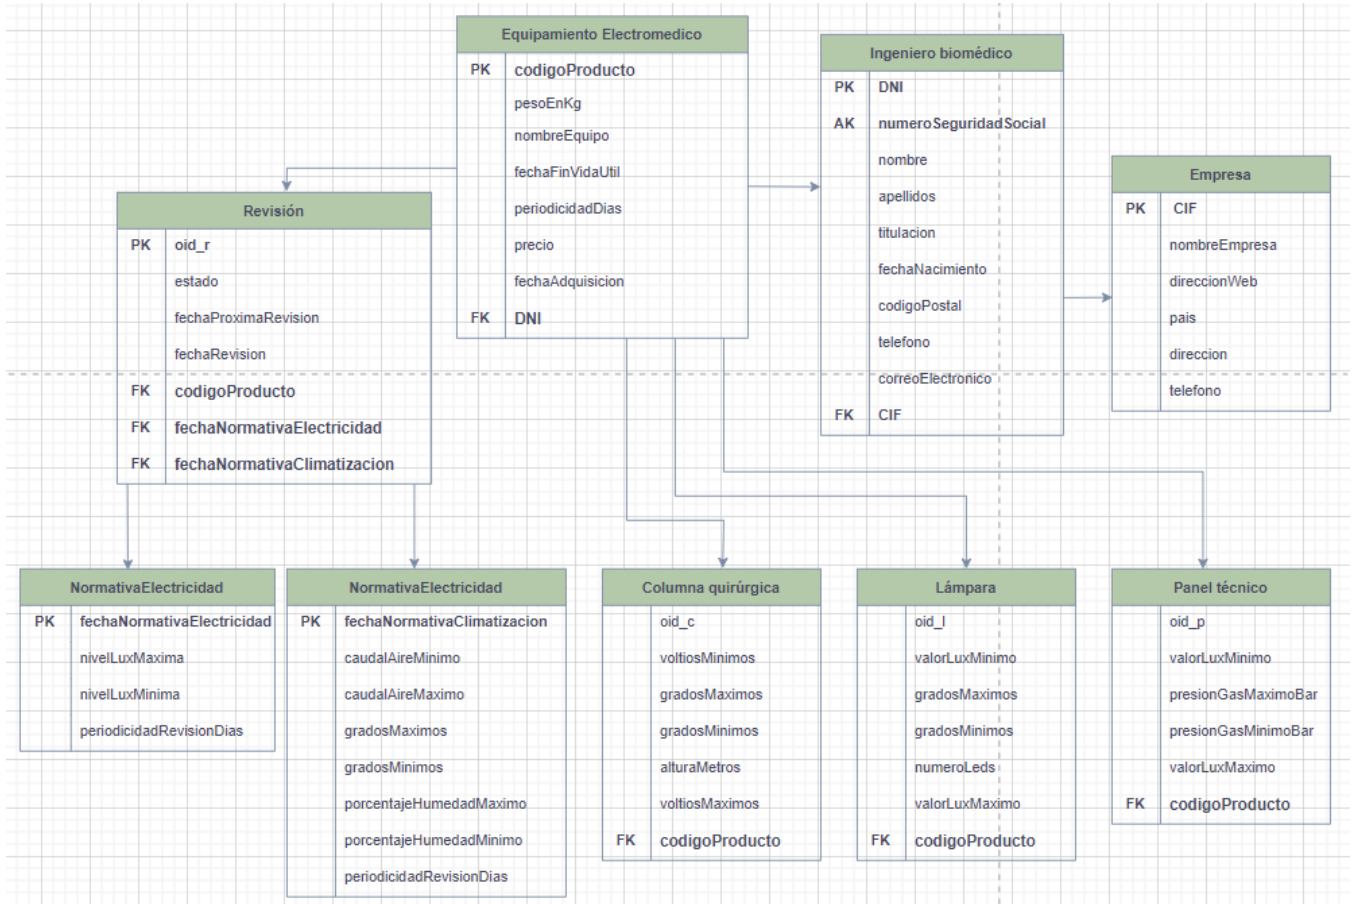 Equipamiento Electromedico
PK codigoProducto
pesoEnKg
nombreEquipo
fechaFinVidaUtil
periodicidadDias
precio
fechaAdquisicion
FK DNI
Ingeniero biomédico
PK DNI
AK numeroSeguridadSocial
nombre
apellidos
titulacion
fechaNacimiento
codigoPostal
telefono
correoElectronico
FK CIF
Empresa
PK CIF
nombreEmpresa
direccionWeb
pais
direccion
telefono
Revisión
PK oid_r
estado
fechaProximaRevision
fechaRevision
FK codigoProducto
FK fechaNormativaElectricidad
FK fechaNormativaClimatizacion
NormativaElectricidad
PK fechaNormativaElectricidad
nivelLuxMaxima
nivelLuxMinima
periodicidadRevisionDias
NormativaElectricidad
PK fechaNormativaClimatizacion
caudalAireMinimo
caudalAireMaximo
gradosMaximos
gradosMinimos
porcentajeHumedadMaximo
porcentajeHumedadMinimo
periodicidadRevisionDias
Columna quirúrgica
oid_c
voltiosMinimos
gradosMaximos
gradosMinimos
alturaMetros
voltiosMaximos
FK codigoProducto
Lámpara
oid_l
valorLuxMinimo
gradosMaximos
gradosMinimos
numeroLeds
valorLuxMaximo
FK codigoProducto
Panel técnico
oid_p
valorLuxMinimo
presionGasMaximoBar
presionGasMinimoBar
valorLuxMaximo
FK codigoProducto